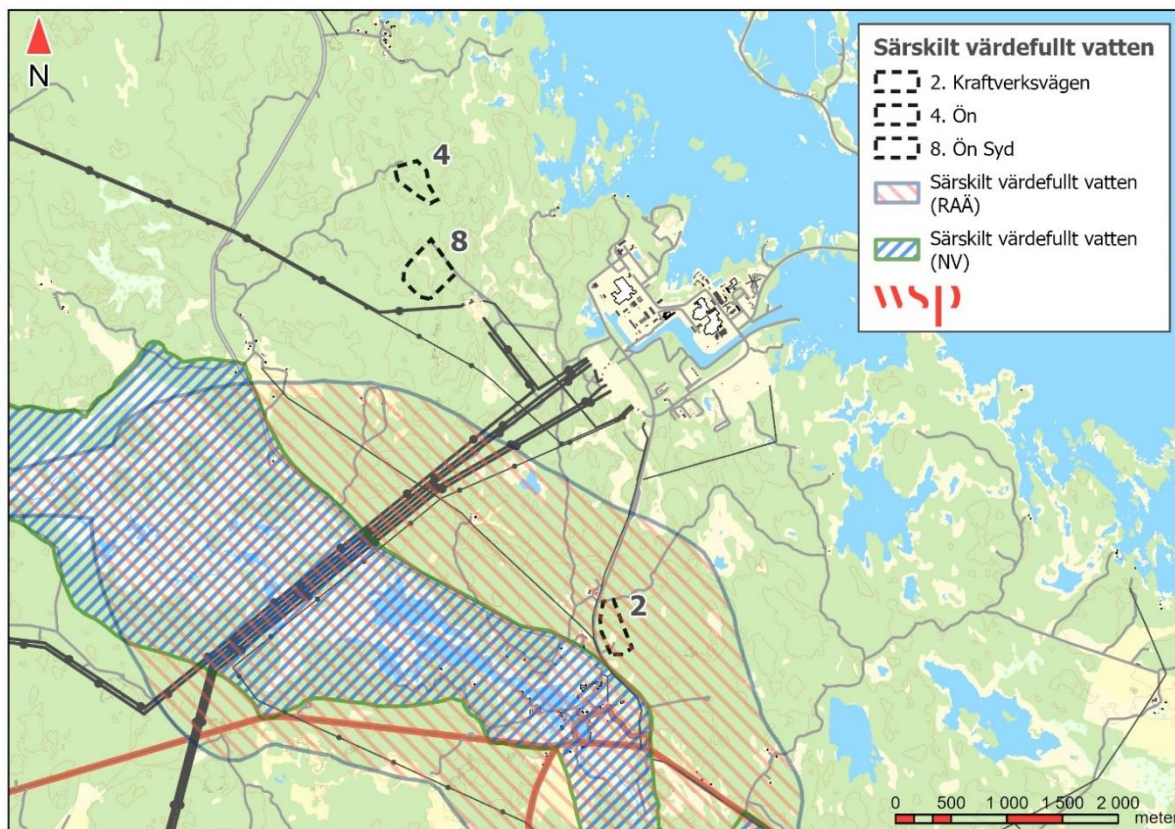 N
Särskilt värdefullt vatten
2. Kraftverksvägen
4. Ön
8. Ön Syd
Särskilt värdefullt vatten
(RAÄ)
Särskilt värdefullt vatten
(NV)
wsp
4
8
2
0 500 1 000 1 500 2 000
meter